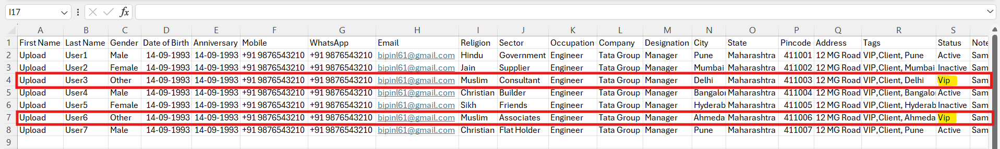 I17 fx
A B C D E F G H I J K L M N O P Q R S
1 First Name Last Name Gender Date of Birth Anniversary Mobile WhatsApp Email Religion Sector Occupation Company Designation City State Pincode Address Tags Status Note
2 Upload User1 Male 14-09-1993 14-09-1993 +91 9876543210 +91 9876543210 bipinl61@gmail.com Hindu Government Engineer Tata Group Manager Pune Maharashtra 411001 12 MG Road VIP,Client, Pune Active Sam
3 Upload User2 Female 14-09-1993 14-09-1993 +91 9876543210 +91 9876543210 bipinl61@gmail.com Jain Supplier Engineer Tata Group Manager Mumbai Maharashtra 411002 12 MG Road VIP,Client, Mumbai Inactive Sam
4 Upload User3 Other 14-09-1993 14-09-1993 +91 9876543210 +91 9876543210 bipinl61@gmail.com Muslim Consultant Engineer Tata Group Manager Delhi Maharashtra 411003 12 MG Road VIP,Client, Delhi Vip Sam
5 Upload User4 Male 14-09-1993 14-09-1993 +91 9876543210 +91 9876543210 bipinl61@gmail.com Christian Builder Engineer Tata Group Manager Bangalo Maharashtra 411004 12 MG Road VIP,Client, Bangalo Active Sam
6 Upload User5 Female 14-09-1993 14-09-1993 +91 9876543210 +91 9876543210 bipinl61@gmail.com Sikh Friends Engineer Tata Group Manager Hyderab Maharashtra 411005 12 MG Road VIP,Client, Hyderab Inactive Sam
7 Upload User6 Other 14-09-1993 14-09-1993 +91 9876543210 +91 9876543210 bipinl61@gmail.com Muslim Associates Engineer Tata Group Manager Ahmeda Maharashtra 411006 12 MG Road VIP,Client, Ahmeda Vip Sam
8 Upload User7 Male 14-09-1993 14-09-1993 +91 9876543210 +91 9876543210 bipinl61@gmail.com Christian Flat Holder Engineer Tata Group Manager Pune Maharashtra 411007 12 MG Road VIP,Client, Pune Active Sam
9